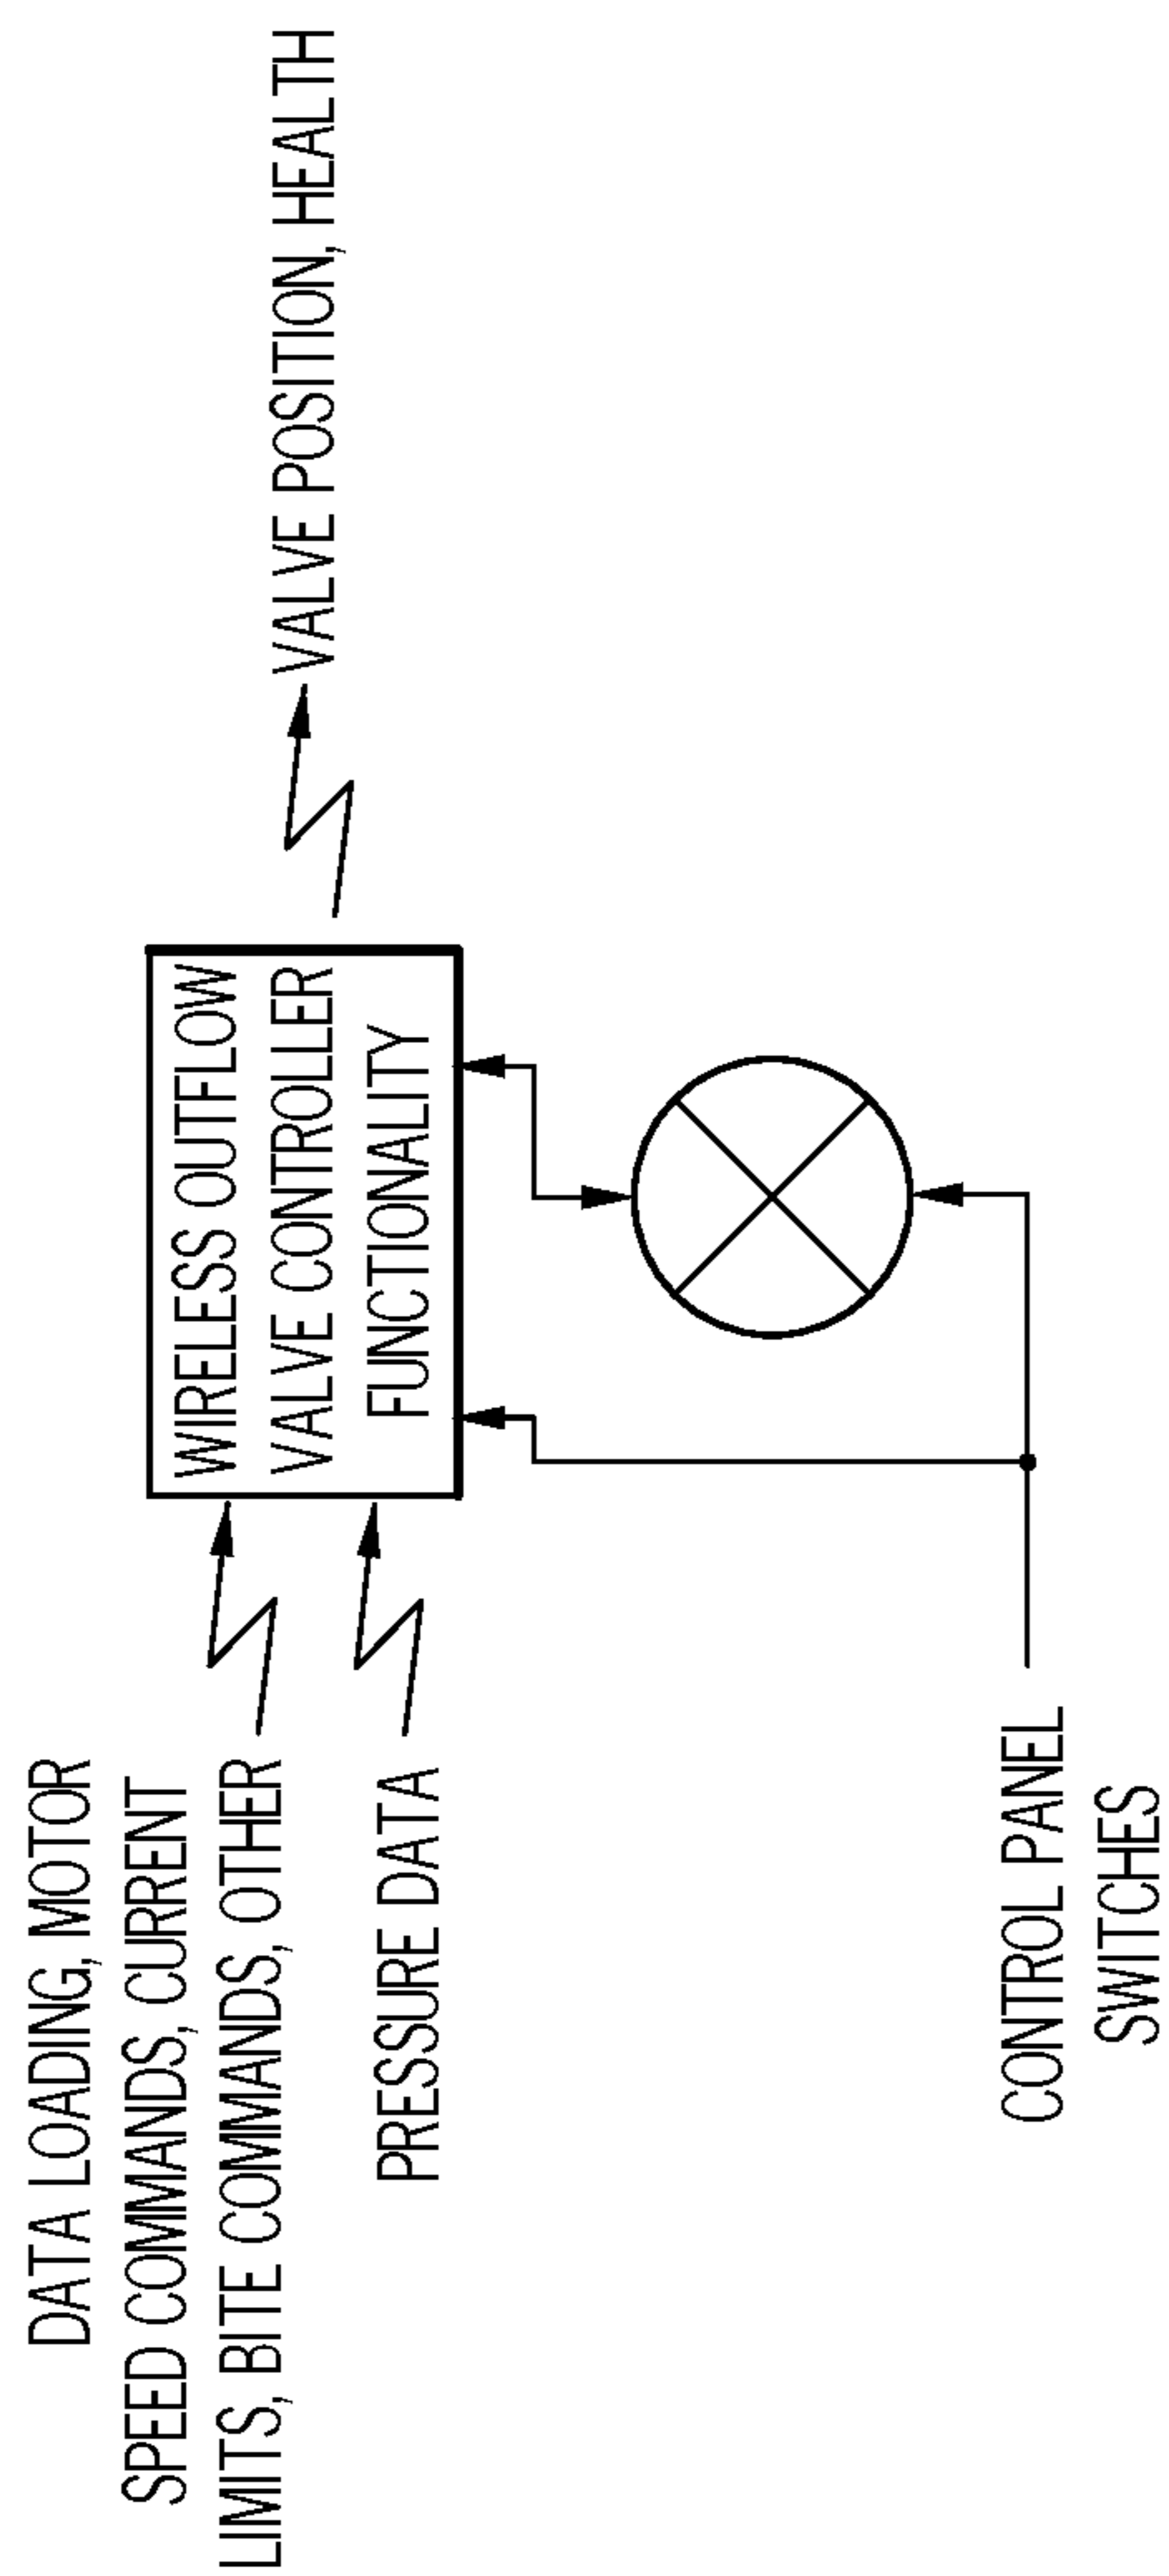 DATA LOADING, MOTOR
SPEED COMMANDS, CURRENT
LIMITS, BITE COMMANDS, OTHER
PRESSURE DATA
WIRELESS OUTFLOW
VALVE CONTROLLER
FUNCTIONALITY
VALVE POSITION, HEALTH
CONTROL PANEL
SWITCHES